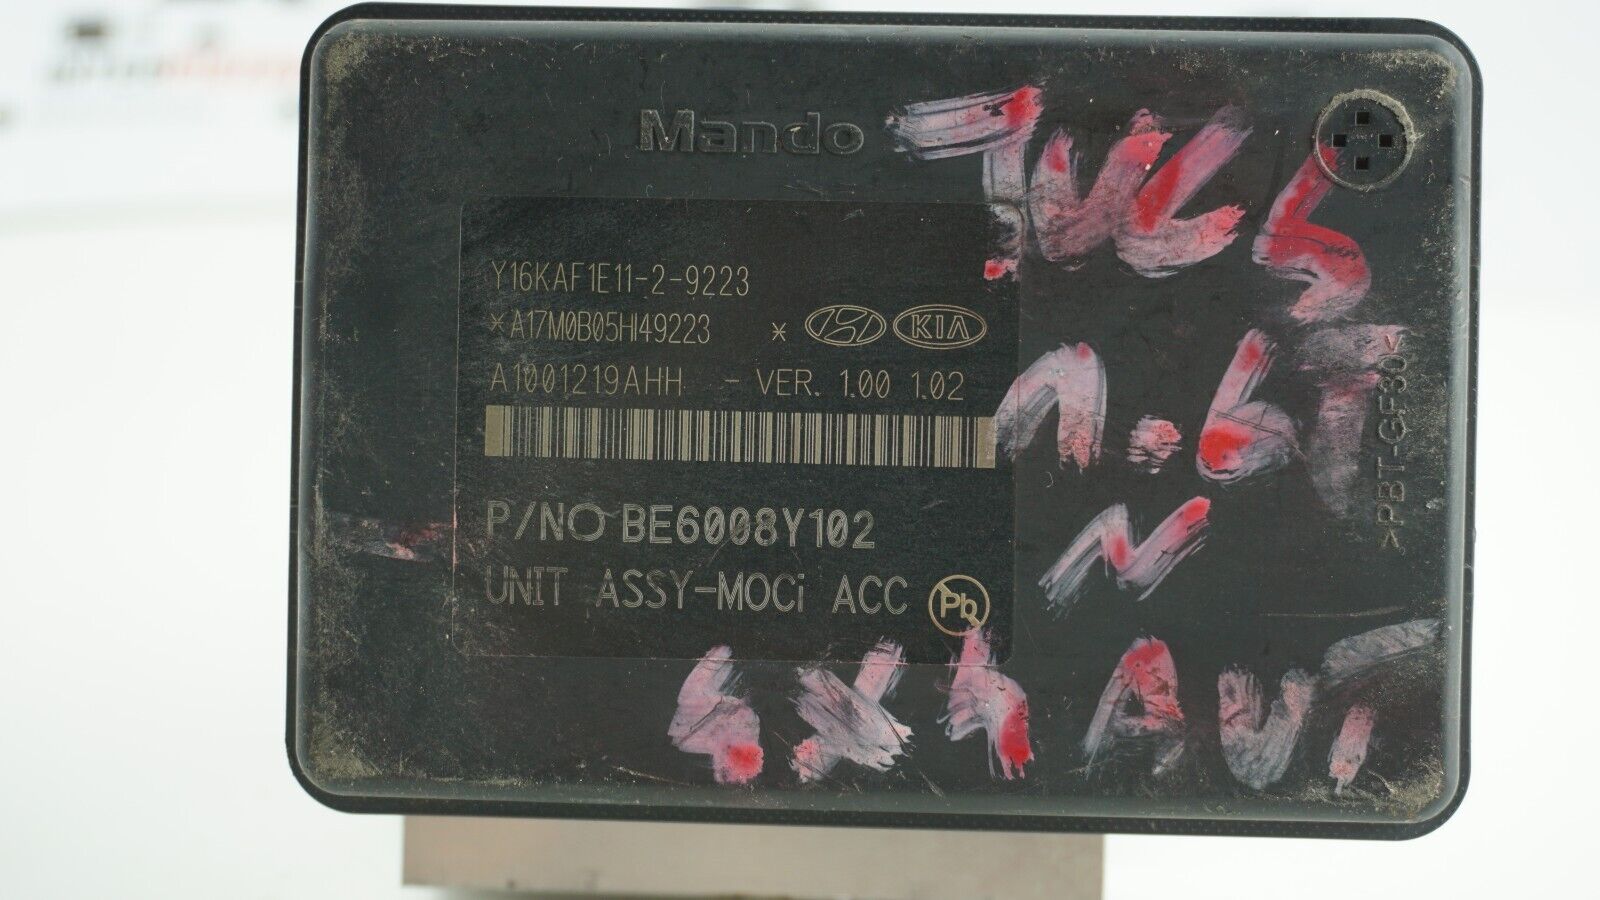 Mando
TUCS
Y16KAF1E11-2-9223
*A17M0B05HI49223 * KIA
A1001219AHH - VER. 1.00 1.02
1.6T
P/NO BE6008Y102
N
UNIT ASSY-MOCi ACC Pb
4X4 AUT
>PBT-GF30<